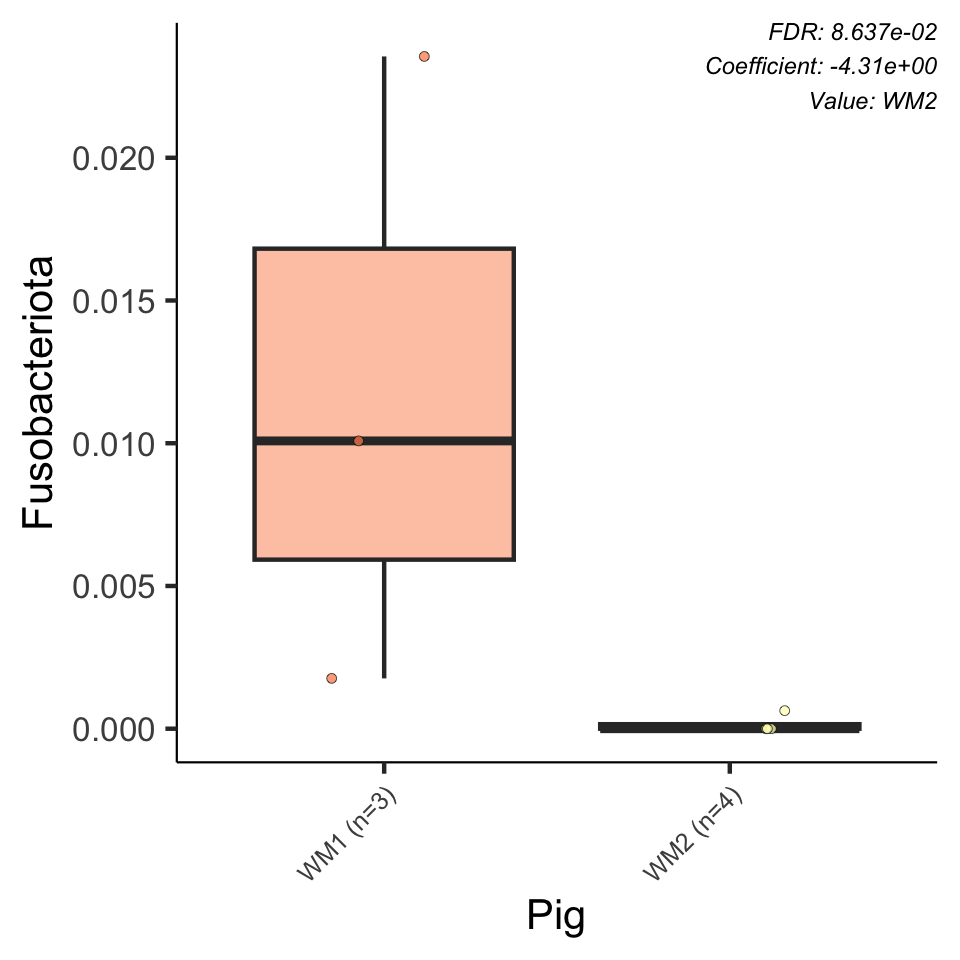 FDR: 8.637e-02
Coefficient: -4.31e+00
Value: WM2
Fusobacteriota
0.020
0.015
0.010
0.005
0.000
WM1 (n=3)
WM2 (n=4)
Pig